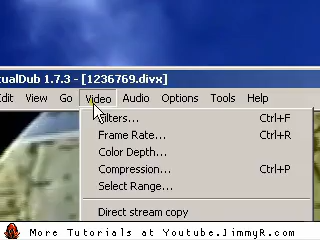 tualDub 1.7.3 - [1236769.divx]
Edit View Go Video Audio Options Tools Help
Filters... Ctrl+F
Frame Rate... Ctrl+R
Color Depth...
Compression... Ctrl+P
Select Range...
Direct stream copy
More Tutorials at Youtube.JimmyR.com